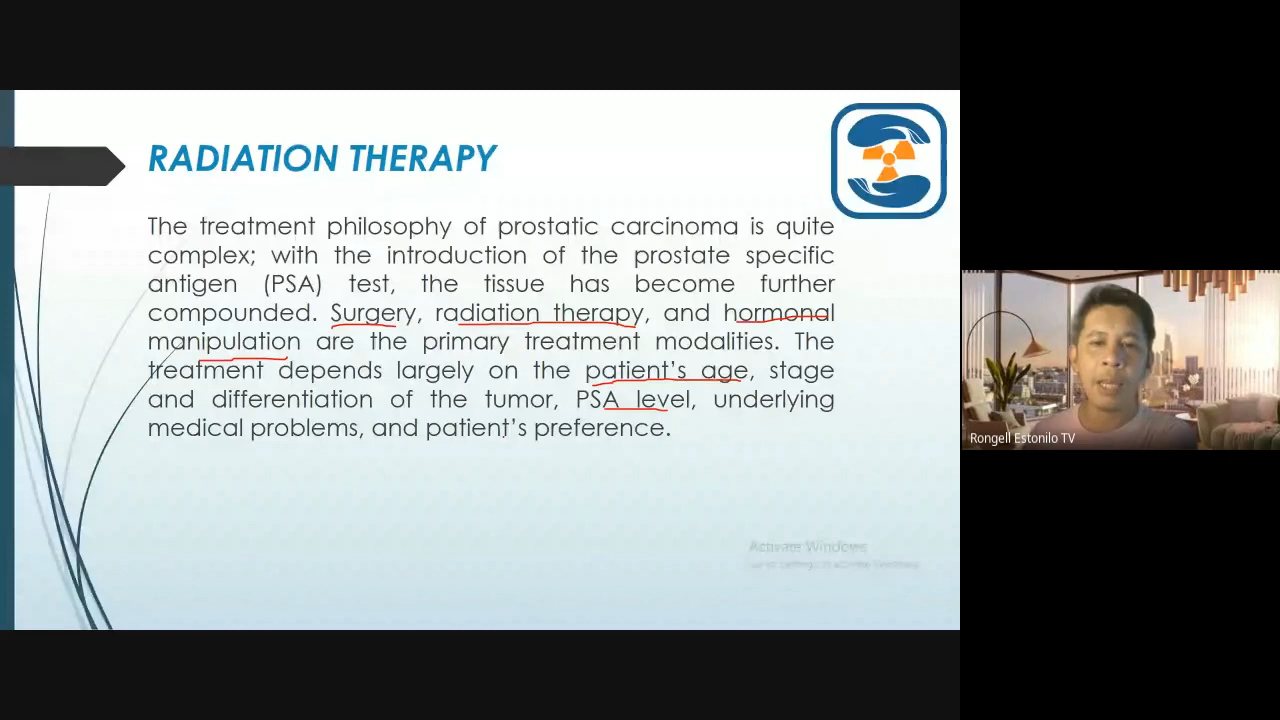 RADIATION THERAPY
The treatment philosophy of prostatic carcinoma is quite
complex; with the introduction of the prostate specific
antigen (PSA) test, the tissue has become further
compounded. Surgery, radiation therapy, and hormonal
manipulation are the primary treatment modalities. The
treatment depends largely on the patient's age, stage
and differentiation of the tumor, PSA level, underlying
medical problems, and patient's preference.
Rongell Estonilo TV
Activate Windows